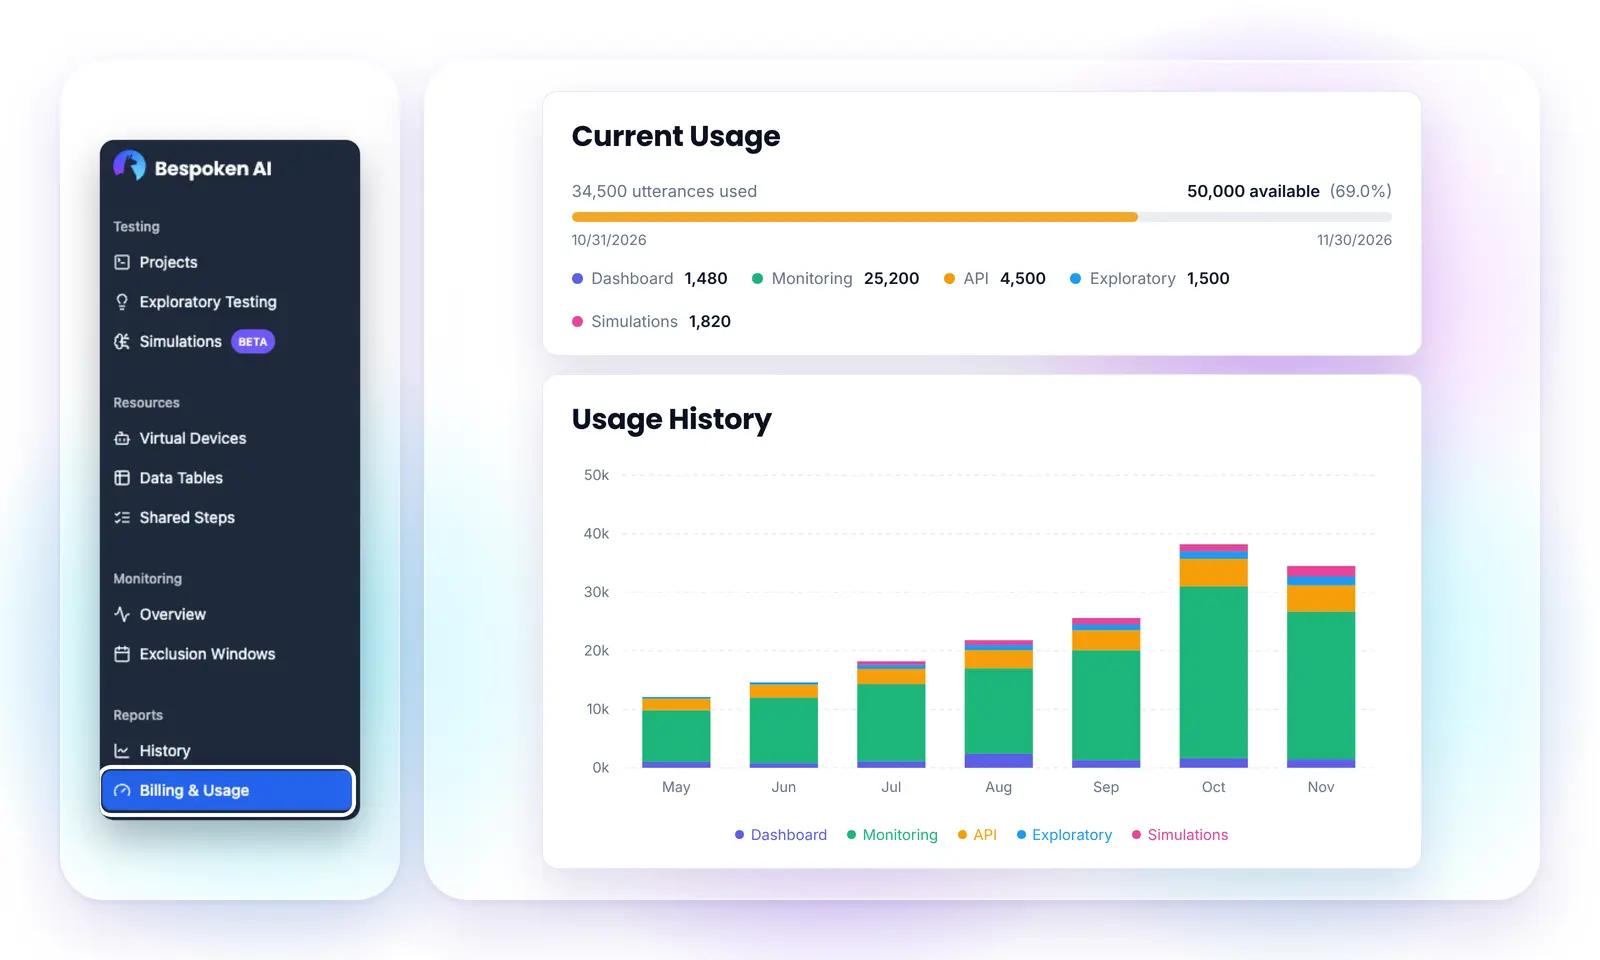 Bespoken AI
Testing
Projects
Exploratory Testing
Simulations BETA
Resources
Virtual Devices
Data Tables
Shared Steps
Monitoring
Overview
Exclusion Windows
Reports
History
Billing & Usage
Current Usage
34,500 utterances used 50,000 available (69.0%)
10/31/2026 11/30/2026
Dashboard 1,480 Monitoring 25,200 API 4,500 Exploratory 1,500
Simulations 1,820
Usage History
50k
40k
30k
20k
10k
0k
May Jun Jul Aug Sep Oct Nov
Dashboard Monitoring API Exploratory Simulations